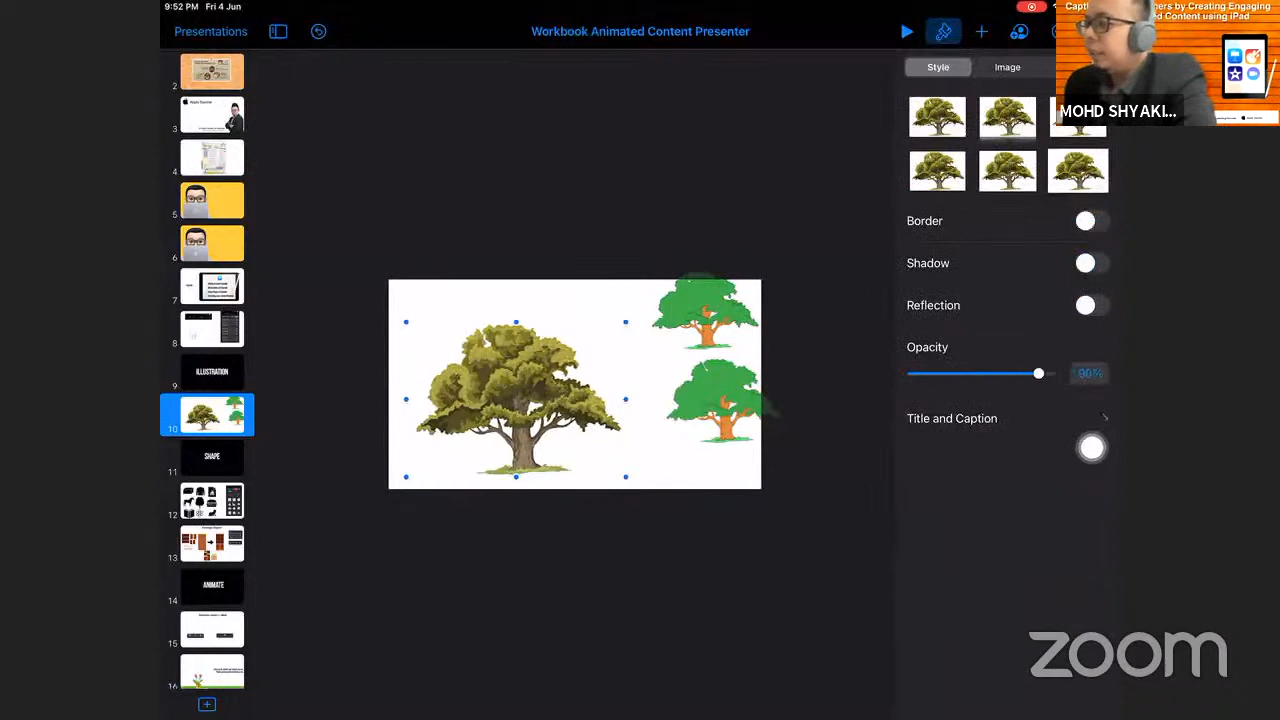 9:52 PM Fri 4 Jun
Presentations
Workbook Animated Content Presenter
Style
Image
Border
Shadow
Reflection
Opacity
90%
Title and Caption
2
3
4
5
6
7
8
9
ILLUSTRATION
10
11
SHAPE
12
13
14
ANIMATE
15
16
MOHD SHYAKI...
zoom